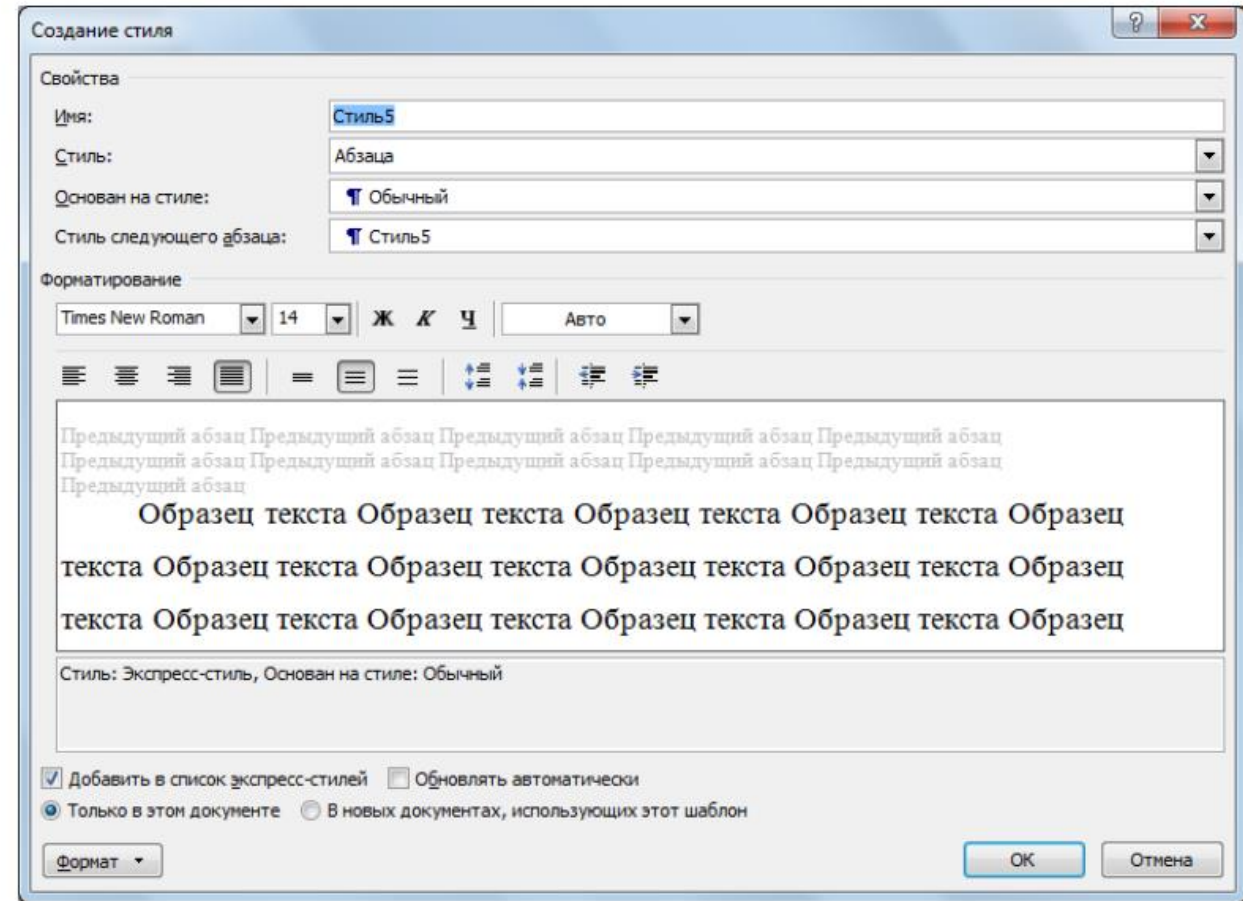 Создание стиля
Свойства
Имя: Стиль5
Стиль: Абзаца
Основан на стиле: ¶ Обычный
Стиль следующего абзаца: ¶ Стиль5
Форматирование
Times New Roman 14 Ж К Ч Авто
Предыдущий абзац Предыдущий абзац Предыдущий абзац Предыдущий абзац Предыдущий абзац
Предыдущий абзац Предыдущий абзац Предыдущий абзац Предыдущий абзац Предыдущий абзац
Предыдущий абзац
Образец текста Образец текста Образец текста Образец текста Образец
текста Образец текста Образец текста Образец текста Образец текста Образец
текста Образец текста Образец текста Образец текста Образец текста Образец
Стиль: Экспресс-стиль, Основан на стиле: Обычный
Добавить в список экспресс-стилей Обновлять автоматически
Только в этом документе В новых документах, использующих этот шаблон
Формат ОК Отмена